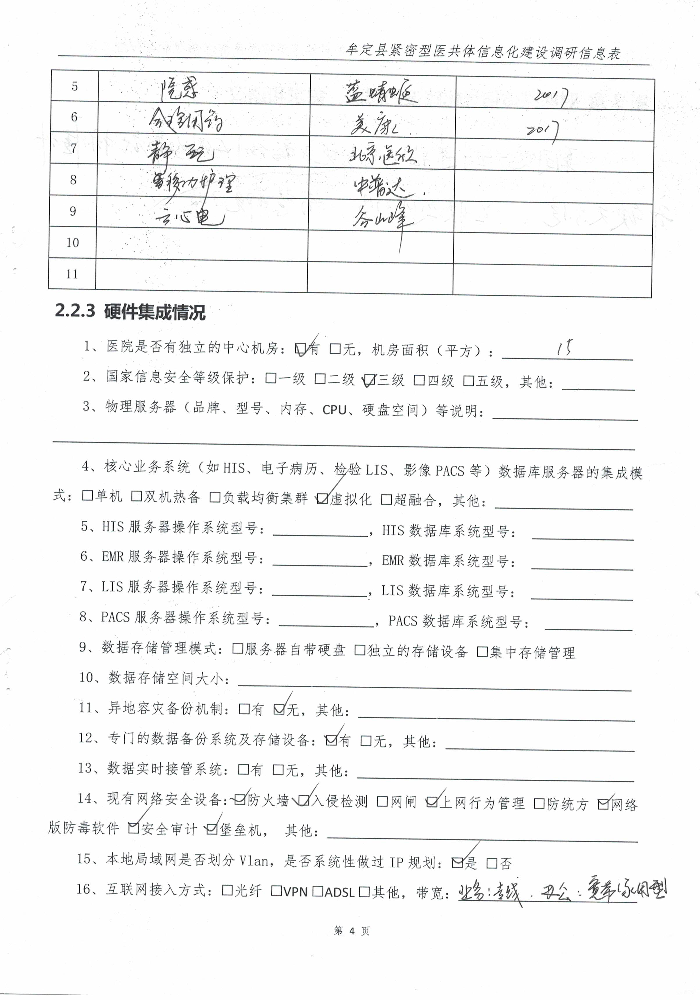 牟定县紧密型医共体信息化建设调研信息表
5 院感 蓝蜻蜓 2017
6 合理用药 美康 2017
7 静配 北京医欣
8 移动护理 中普达
9 云心电 谷山峰
10
11
2.2.3 硬件集成情况
1、医院是否有独立的中心机房：☑有 □无，机房面积（平方）：15
2、国家信息安全等级保护：□一级 □二级 ☑三级 □四级 □五级，其他：
3、物理服务器（品牌、型号、内存、CPU、硬盘空间）等说明：
4、核心业务系统（如 HIS、电子病历、检验 LIS、影像 PACS 等）数据库服务器的集成模
式：□单机 □双机热备 □负载均衡集群 ☑虚拟化 □超融合，其他：
5、HIS 服务器操作系统型号：，HIS 数据库系统型号：
6、EMR 服务器操作系统型号：，EMR 数据库系统型号：
7、LIS 服务器操作系统型号：，LIS 数据库系统型号：
8、PACS 服务器操作系统型号：，PACS 数据库系统型号：
9、数据存储管理模式：□服务器自带硬盘 □独立的存储设备 □集中存储管理
10、数据存储空间大小：
11、异地容灾备份机制：□有 ☑无，其他：
12、专门的数据备份系统及存储设备：☑有 □无，其他：
13、数据实时接管系统：□有 □无，其他：
14、现有网络安全设备：☑防火墙 ☑入侵检测 □网闸 ☑上网行为管理 □防统方 ☑网络
版防毒软件 ☑安全审计 ☑堡垒机， 其他：
15、本地局域网是否划分 Vlan，是否系统性做过 IP 规划：☑是 □否
16、互联网接入方式：□光纤 □VPN □ADSL □其他，带宽：业务：专线．办公：宽带家用型
第 4 页